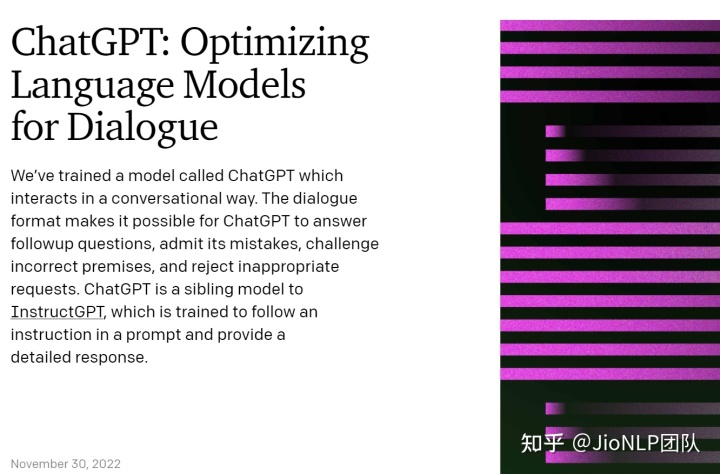 ChatGPT: Optimizing
Language Models
for Dialogue
We’ve trained a model called ChatGPT which
interacts in a conversational way. The dialogue
format makes it possible for ChatGPT to answer
followup questions, admit its mistakes, challenge
incorrect premises, and reject inappropriate
requests. ChatGPT is a sibling model to
InstructGPT, which is trained to follow an
instruction in a prompt and provide a
detailed response.
November 30, 2022
知乎 @JioNLP团队